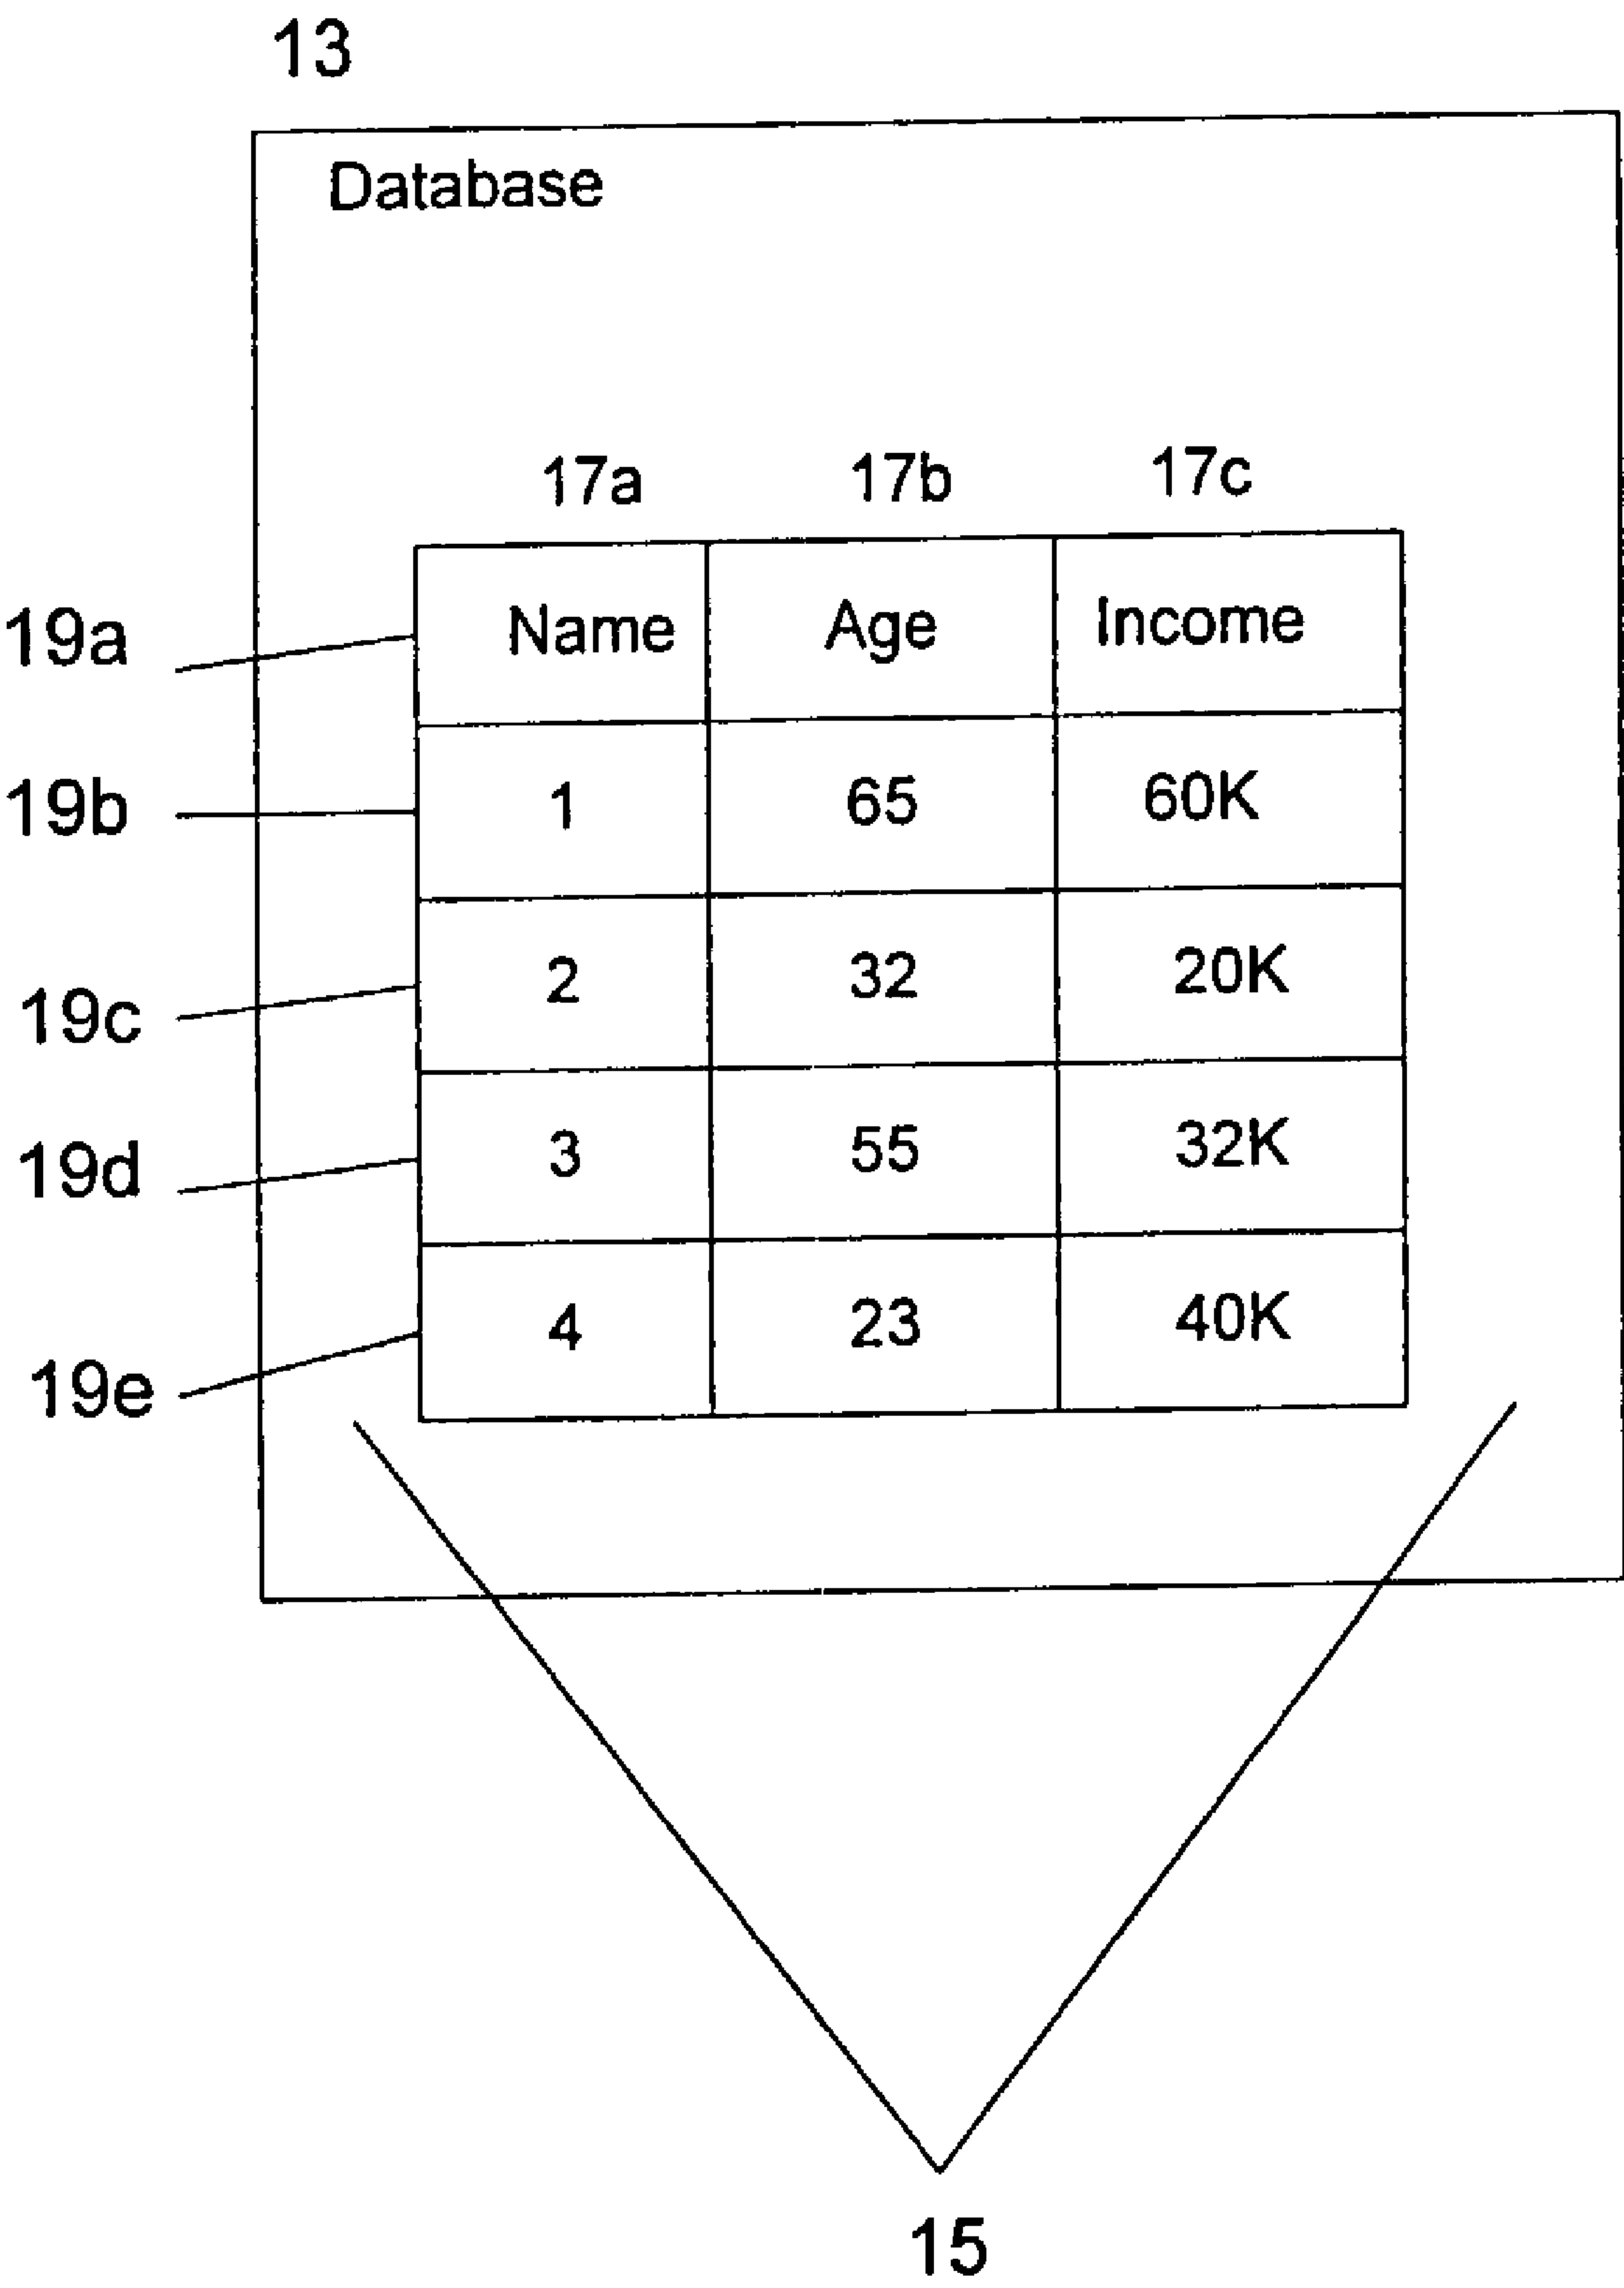 13
Database
17a 17b 17c
19a Name Age Income
19b 1 65 60K
19c 2 32 20K
19d 3 55 32K
19e 4 23 40K
15